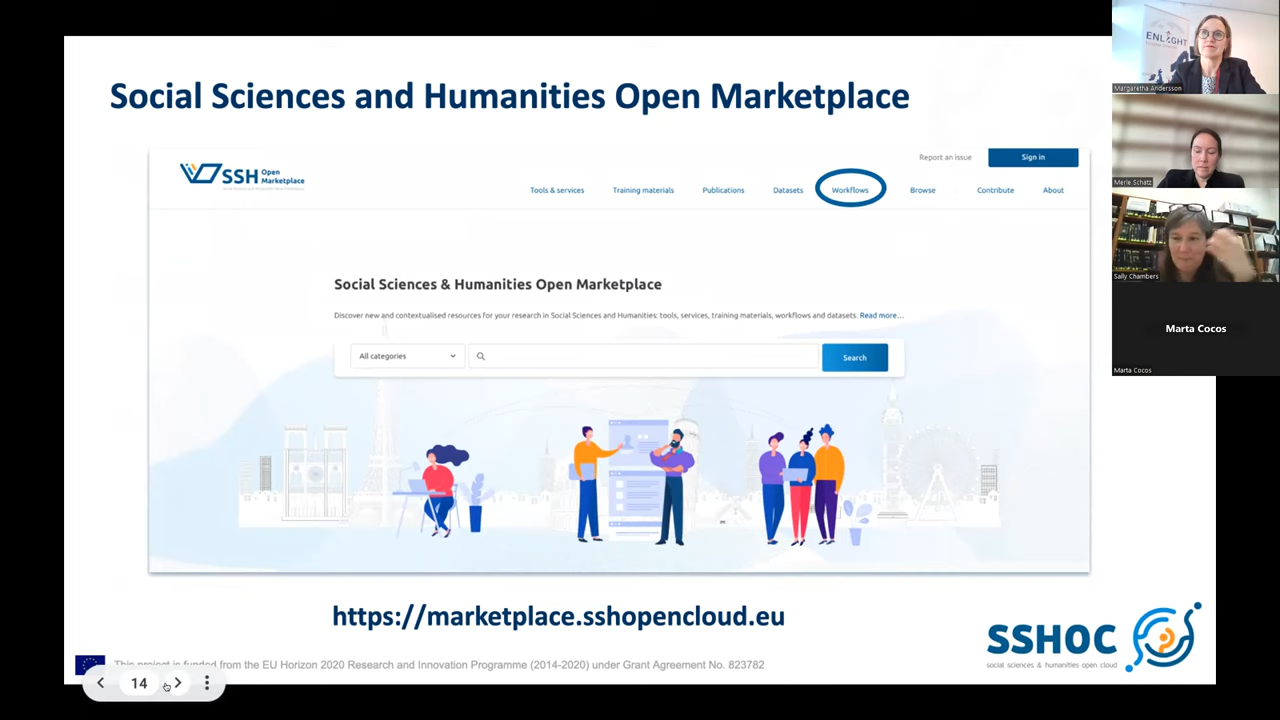 Social Sciences and Humanities Open Marketplace
SSH Open Marketplace
Report an issue
Sign in
Tools & services
Training materials
Publications
Datasets
Workflows
Browse
Contribute
About
Social Sciences & Humanities Open Marketplace
Discover new and contextualised resources for your research in Social Sciences and Humanities: tools, services, training materials, workflows and datasets. Read more...
All categories
Search
https://marketplace.sshopencloud.eu
SSHOC
social sciences & humanities open cloud
This project is funded from the EU Horizon 2020 Research and Innovation Programme (2014-2020) under Grant Agreement No. 823782
14
ENLIGHT
Margaretha Andersson
Merle Schatz
Sally Chambers
Marta Cocos
Marta Cocos